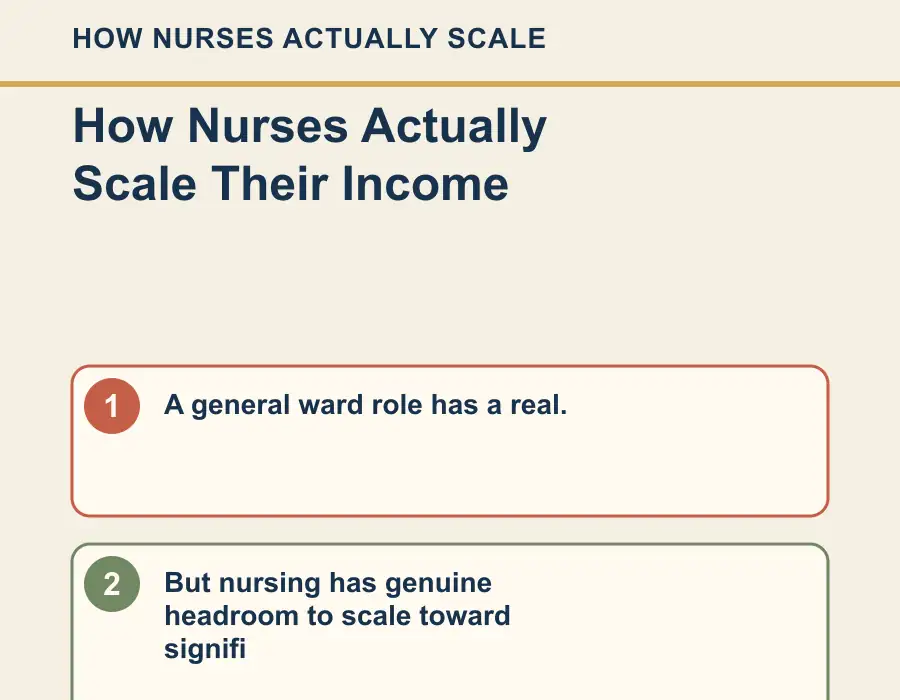 HOW NURSES ACTUALLY SCALE
How Nurses Actually
Scale Their Income
1
A general ward role has a real.
2
But nursing has genuine
headroom to scale toward
signifi